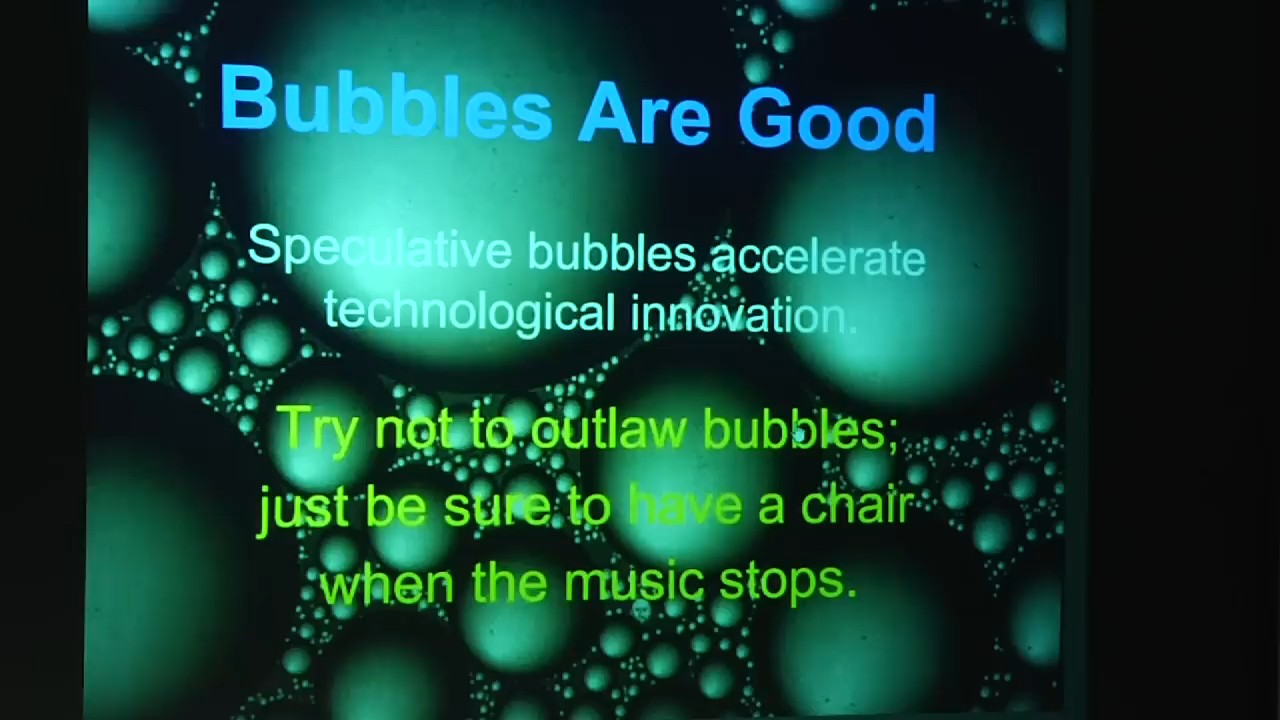 Bubbles Are Good
Speculative bubbles accelerate
technological innovation.
Try not to outlaw bubbles;
just be sure to have a chair
when the music stops.